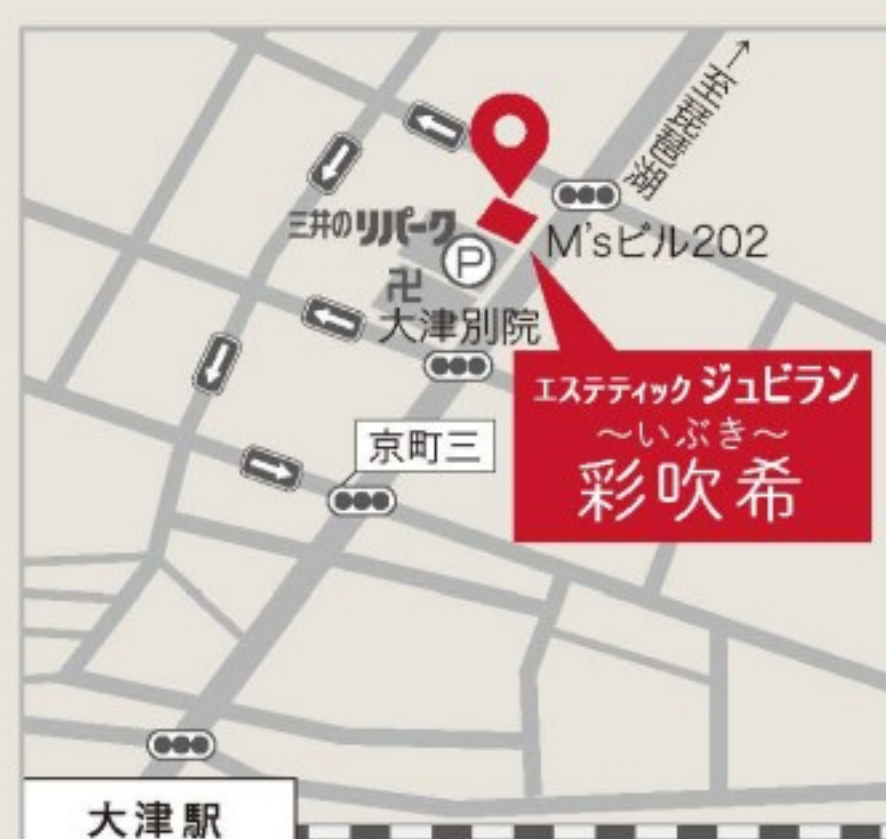 →至琵琶湖
三井のリパーク
P
M'sビル202
卍
大津別院
エステティック ジュビラン
～いぶき～
彩吹希
京町三
大津駅